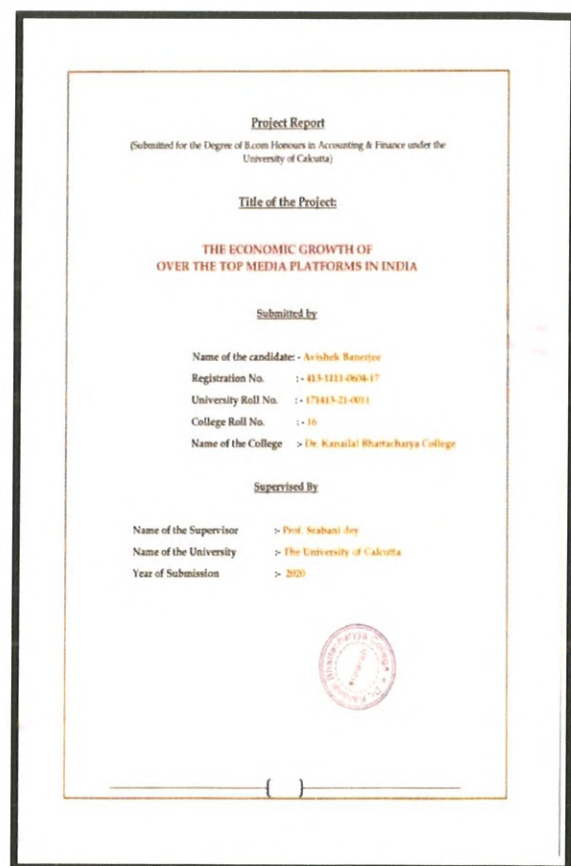 Project Report
(Submitted for the Degree of B.com Honours in Accounting & Finance under the
University of Calcutta)
Title of the Project:
THE ECONOMIC GROWTH OF
OVER THE TOP MEDIA PLATFORMS IN INDIA
Submitted by
Name of the candidate: - Avishek Banerjee
Registration No. :- 413-1111-0604-17
University Roll No. :- 171413-21-0011
College Roll No. :- 16
Name of the College :- Dr. Kanailal Bhattacharya College
Supervised By
Name of the Supervisor :- Prof. Srabani
Name of the University :- The University of Calcutta
Year of Submission :- 2020
Bhattacharya College